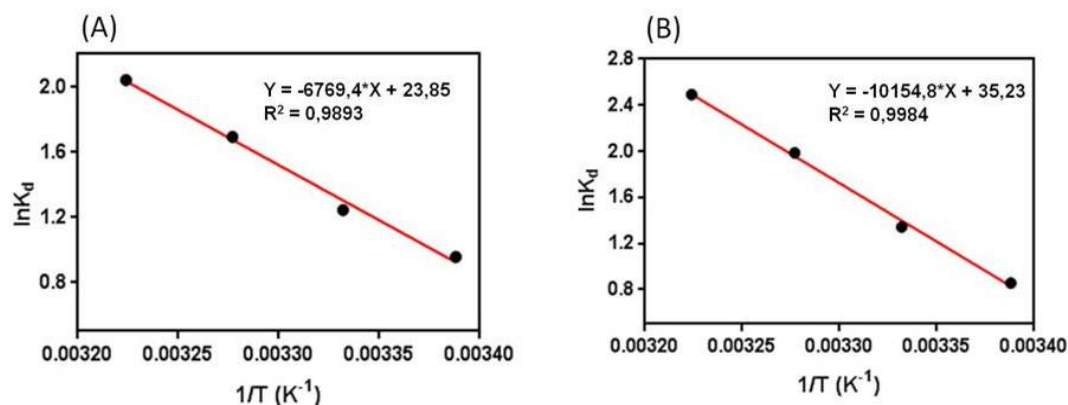 (A)
Y = -6769,4*X + 23,85
R² = 0,9893
lnKd
2.0
1.6
1.2
0.8
0.00320 0.00325 0.00330 0.00335 0.00340
1/T (K⁻¹)
(B)
Y = -10154,8*X + 35,23
R² = 0,9984
lnKd
2.8
2.4
2.0
1.6
1.2
0.8
0.00320 0.00325 0.00330 0.00335 0.00340
1/T (K⁻¹)